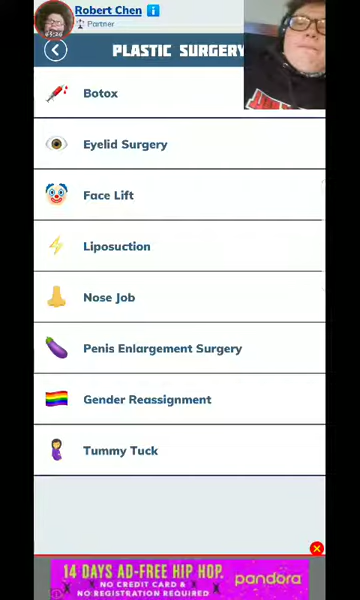 Robert Chen i
Partner
PLASTIC SURGERY
Botox
Eyelid Surgery
Face Lift
Liposuction
Nose Job
Penis Enlargement Surgery
Gender Reassignment
Tummy Tuck
14 DAYS AD-FREE HIP HOP.
NO CREDIT CARD &
NO REGISTRATION REQUIRED
pandora